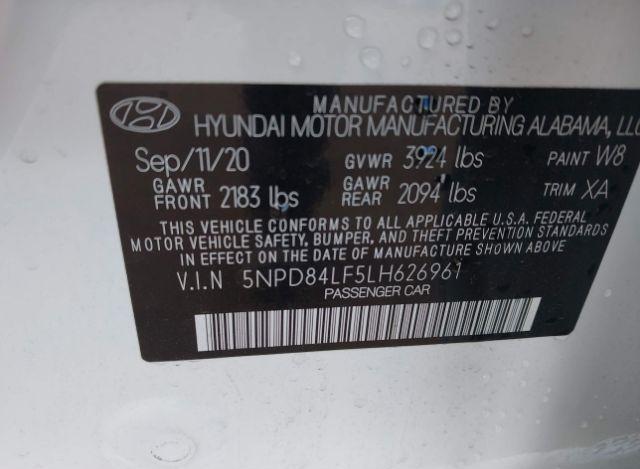 MANUFACTURED BY
HYUNDAI MOTOR MANUFACTURING ALABAMA, LLC
Sep/11/20 GVWR 3924 lbs PAINT W8
GAWR FRONT 2183 lbs GAWR REAR 2094 lbs TRIM XA
THIS VEHICLE CONFORMS TO ALL APPLICABLE U.S.A. FEDERAL
MOTOR VEHICLE SAFETY, BUMPER, AND THEFT PREVENTION STANDARDS
IN EFFECT ON THE DATE OF MANUFACTURE SHOWN ABOVE.
V.I.N 5NPD84LF5LH626961
PASSENGER CAR